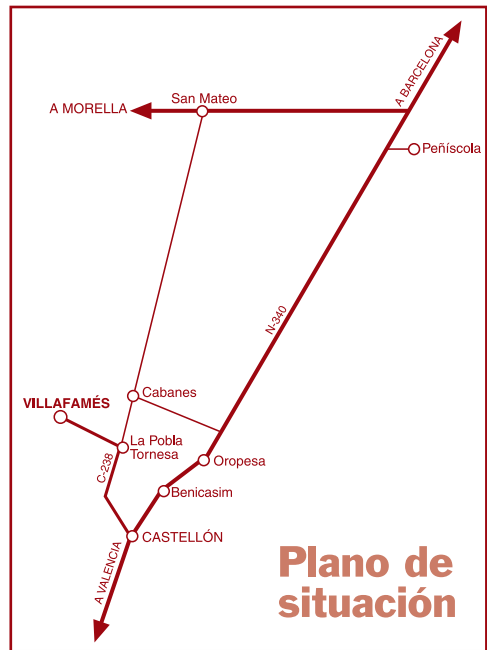 A BARCELONA
San Mateo
A MORELLA
Peñíscola
N-340
Cabanes
VILLAFAMÉS
La Pobla
Tornesa
Oropesa
C-238
Benicasim
CASTELLÓN
A VALENCIA
Plano de
situación